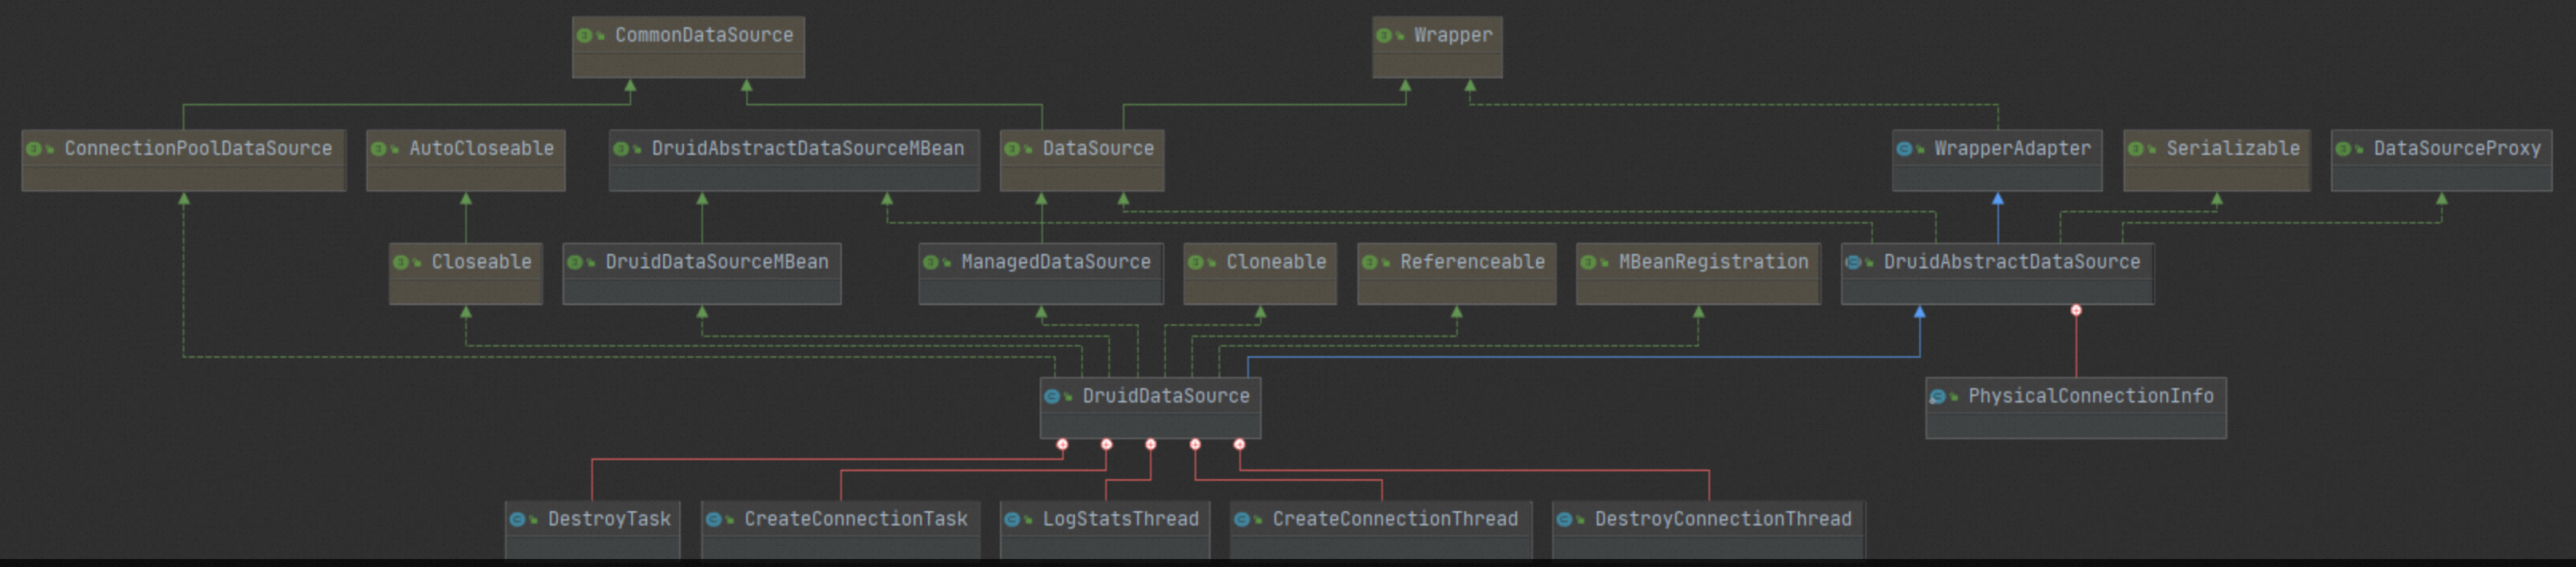 CommonDataSource
Wrapper
ConnectionPoolDataSource
AutoCloseable
DruidAbstractDataSourceMBean
DataSource
WrapperAdapter
Serializable
DataSourceProxy
Closeable
DruidDataSourceMBean
ManagedDataSource
Cloneable
Referenceable
MBeanRegistration
DruidAbstractDataSource
DruidDataSource
PhysicalConnectionInfo
DestroyTask
CreateConnectionTask
LogStatsThread
CreateConnectionThread
DestroyConnectionThread